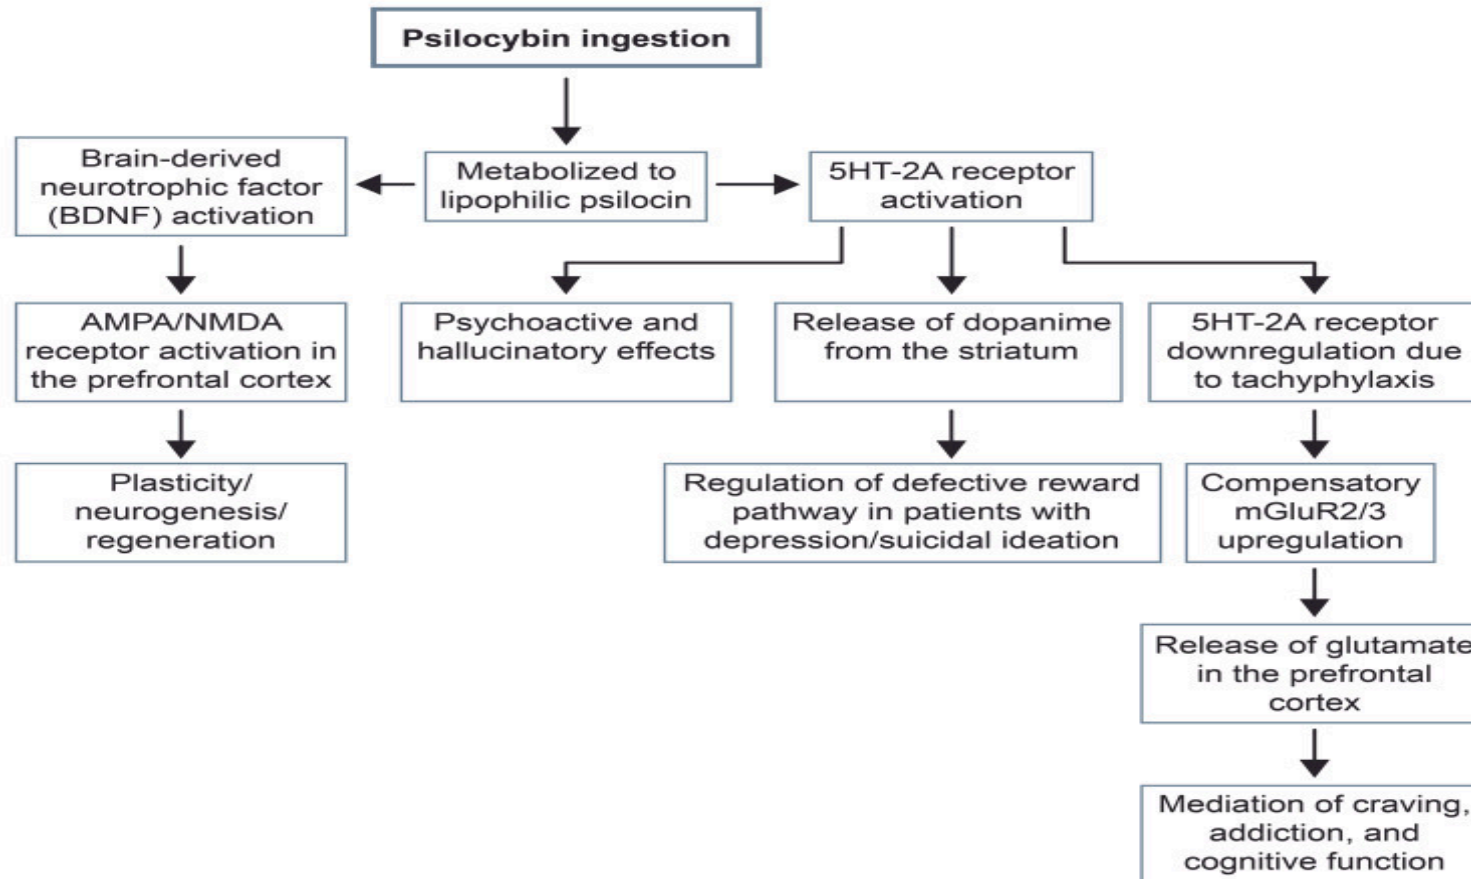 Psilocybin ingestion
Brain-derived
neurotrophic factor
(BDNF) activation
Metabolized to
lipophilic psilocin
5HT-2A receptor
activation
AMPA/NMDA
receptor activation in
the prefrontal cortex
Psychoactive and
hallucinatory effects
Release of dopanime
from the striatum
5HT-2A receptor
downregulation due
to tachyphylaxis
Plasticity/
neurogenesis/
regeneration
Regulation of defective reward
pathway in patients with
depression/suicidal ideation
Compensatory
mGluR2/3
upregulation
Release of glutamate
in the prefrontal
cortex
Mediation of craving,
addiction, and
cognitive function